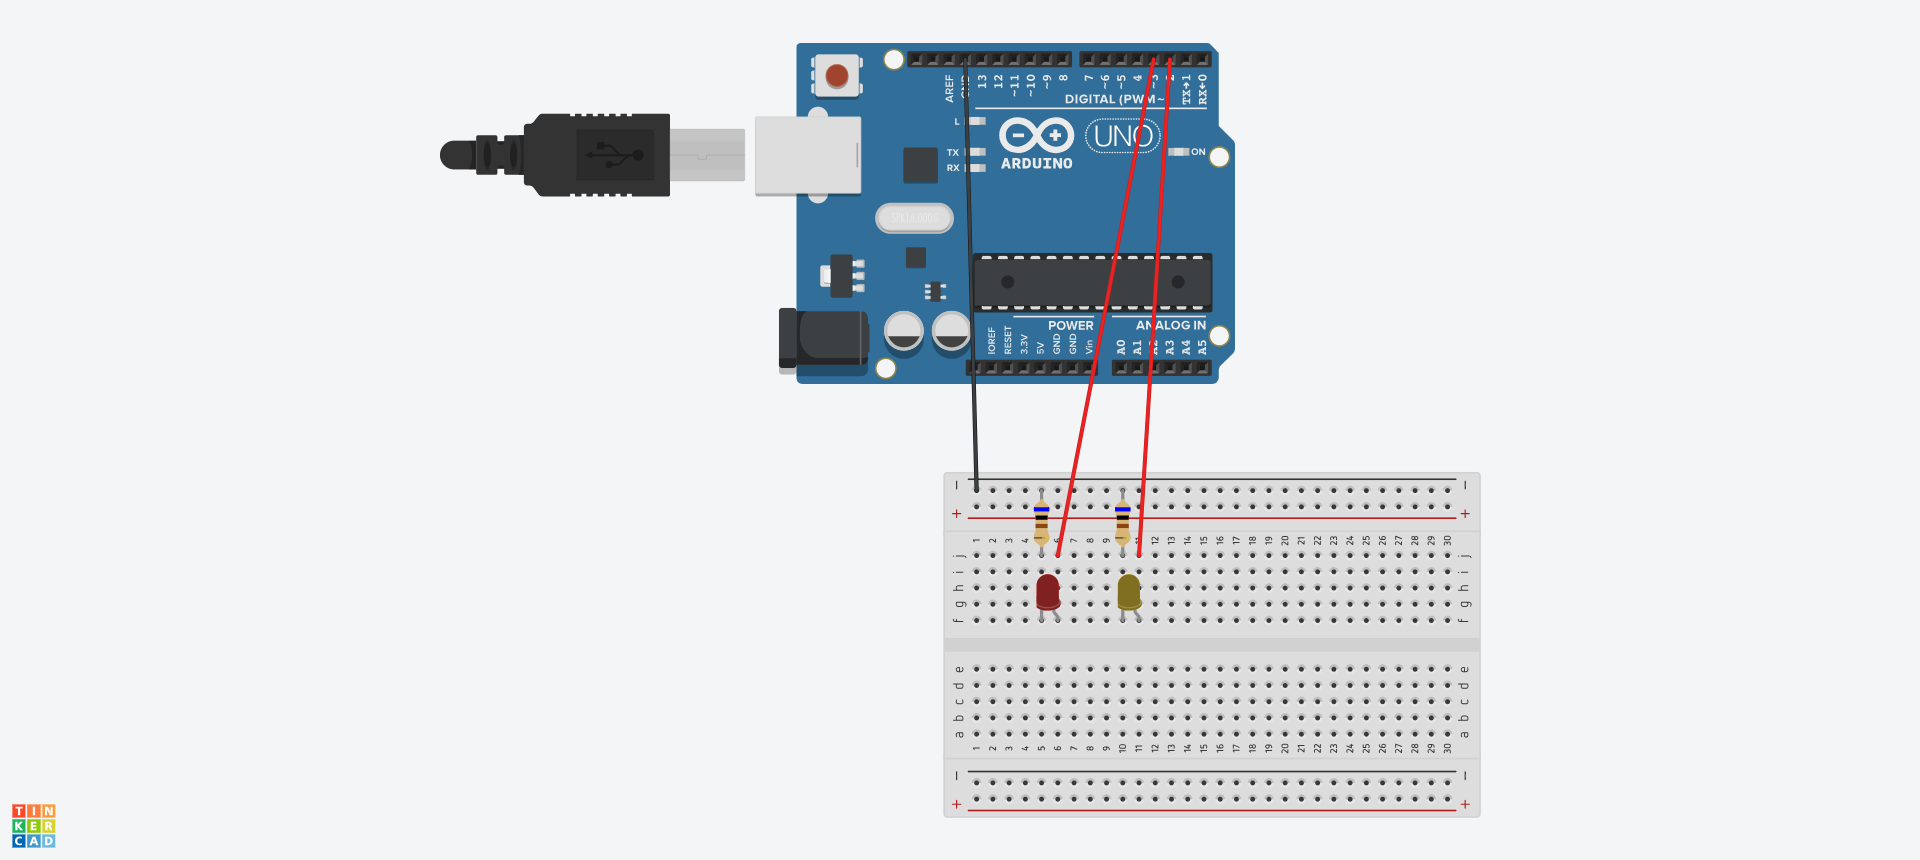 AREF
GND
13
12
~11
~10
~9
8
7
~6
~5
4
~3
2
TX→1
RX←0
DIGITAL (PWM~
L
TX
RX
UNO
ARDUINO
ON
SPK16.000G
POWER
ANALOG IN
IOREF
RESET
3.3V
5V
GND
GND
Vin
A0
A1
A2
A3
A4
A5
− −
+ +
1 2 3 4 5 6 7 8 9 10 11 12 13 14 15 16 17 18 19 20 21 22 23 24 25 26 27 28 29 30
j j
i i
h h
g g
f f
e e
d d
c c
b b
a a
1 2 3 4 5 6 7 8 9 10 11 12 13 14 15 16 17 18 19 20 21 22 23 24 25 26 27 28 29 30
− −
+ +
TIN
KER
CAD